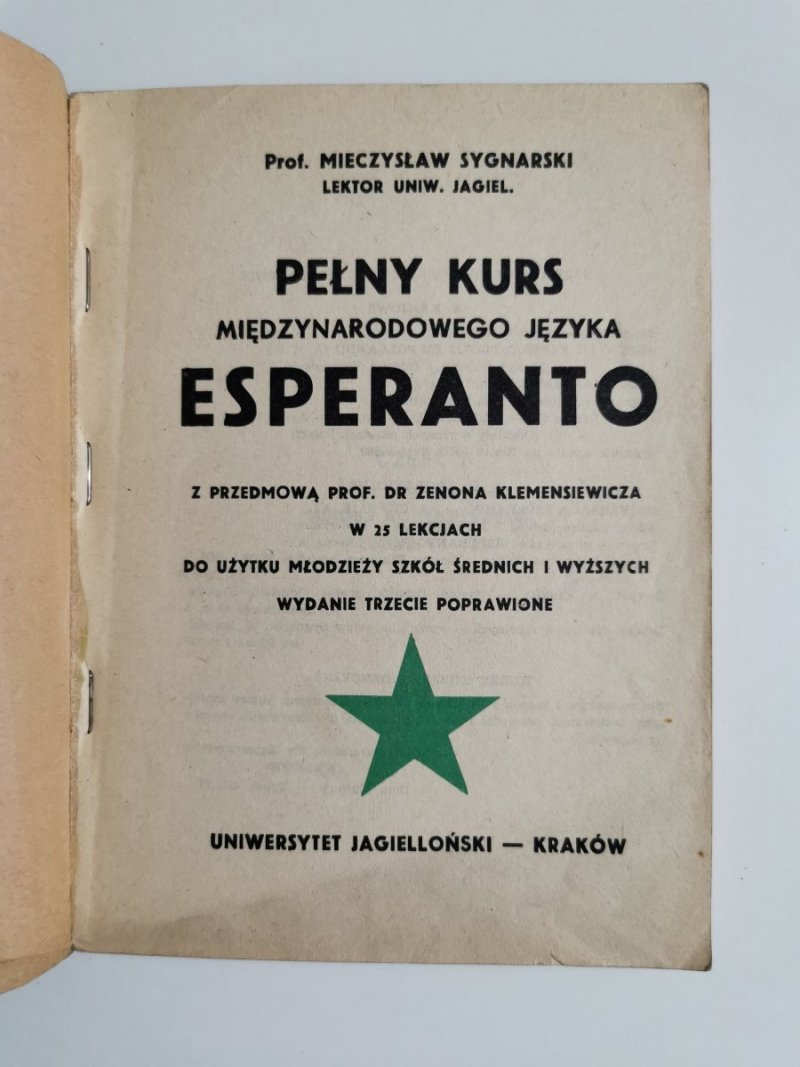 Prof. MIECZYSŁAW SYGNARSKI
LEKTOR UNIW. JAGIEL.
PEŁNY KURS
MIĘDZYNARODOWEGO JĘZYKA
ESPERANTO
Z PRZEDMOWĄ PROF. DR ZENONA KLEMENSIEWICZA
W 25 LEKCJACH
DO UŻYTKU MŁODZIEŻY SZKÓŁ ŚREDNICH I WYŻSZYCH
WYDANIE TRZECIE POPRAWIONE
UNIWERSYTET JAGIELLOŃSKI — KRAKÓW